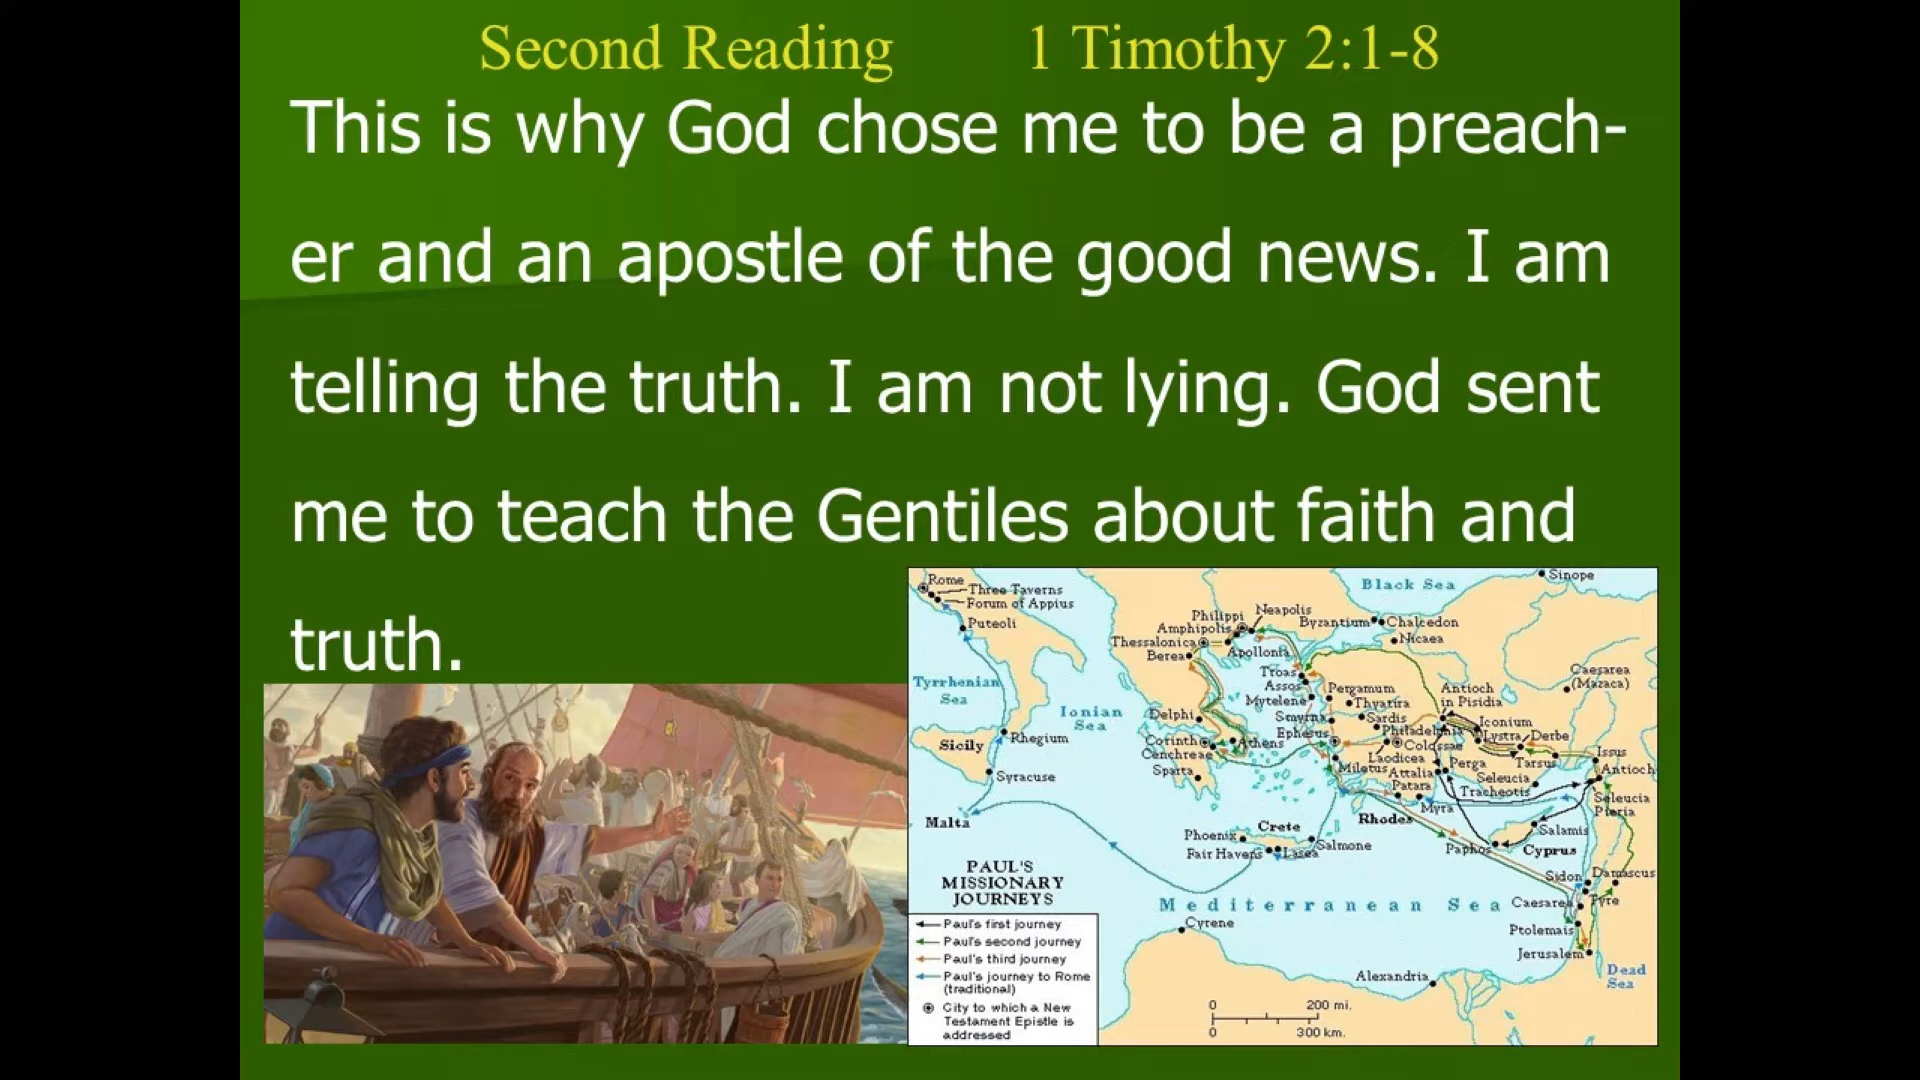 Second Reading 1 Timothy 2:1-8
This is why God chose me to be a preach-
er and an apostle of the good news. I am
telling the truth. I am not lying. God sent
me to teach the Gentiles about faith and
truth.
Rome
Three Taverns
Forum of Appius
Puteoli
Tyrrhenian
Sea
Ionian
Sea
Sicily
Rhegium
Syracuse
Malta
Black Sea
Sinope
Philippi
Neapolis
Amphipolis
Thessalonica
Berea
Apollonia
Byzantium
Chalcedon
Nicaea
Caesarea
(Mazaca)
Troas
Assos
Mytelene
Pergamum
Thyatira
Smyrna
Sardis
Ephesus
Philadelphia
Colossae
Laodicea
Miletus
Antioch
in Pisidia
Iconium
Lystra
Derbe
Issus
Tarsus
Antioch
Perga
Attalia
Patara
Myra
Seleucia
Tracheotis
Seleucia
Pieria
Delphi
Corinth
Athens
Cenchreae
Sparta
Rhodes
Salamis
Paphos
Cyprus
Crete
Phoenix
Salmone
Fair Havens
Lasea
Sidon
Damascus
Caesarea
Tyre
Ptolemais
Jerusalem
Dead
Sea
Mediterranean Sea
Cyrene
Alexandria
PAUL'S
MISSIONARY
JOURNEYS
Paul's first journey
Paul's second journey
Paul's third journey
Paul's journey to Rome
(traditional)
City to which a New
Testament Epistle is
addressed
0 200 mi.
0 300 km.